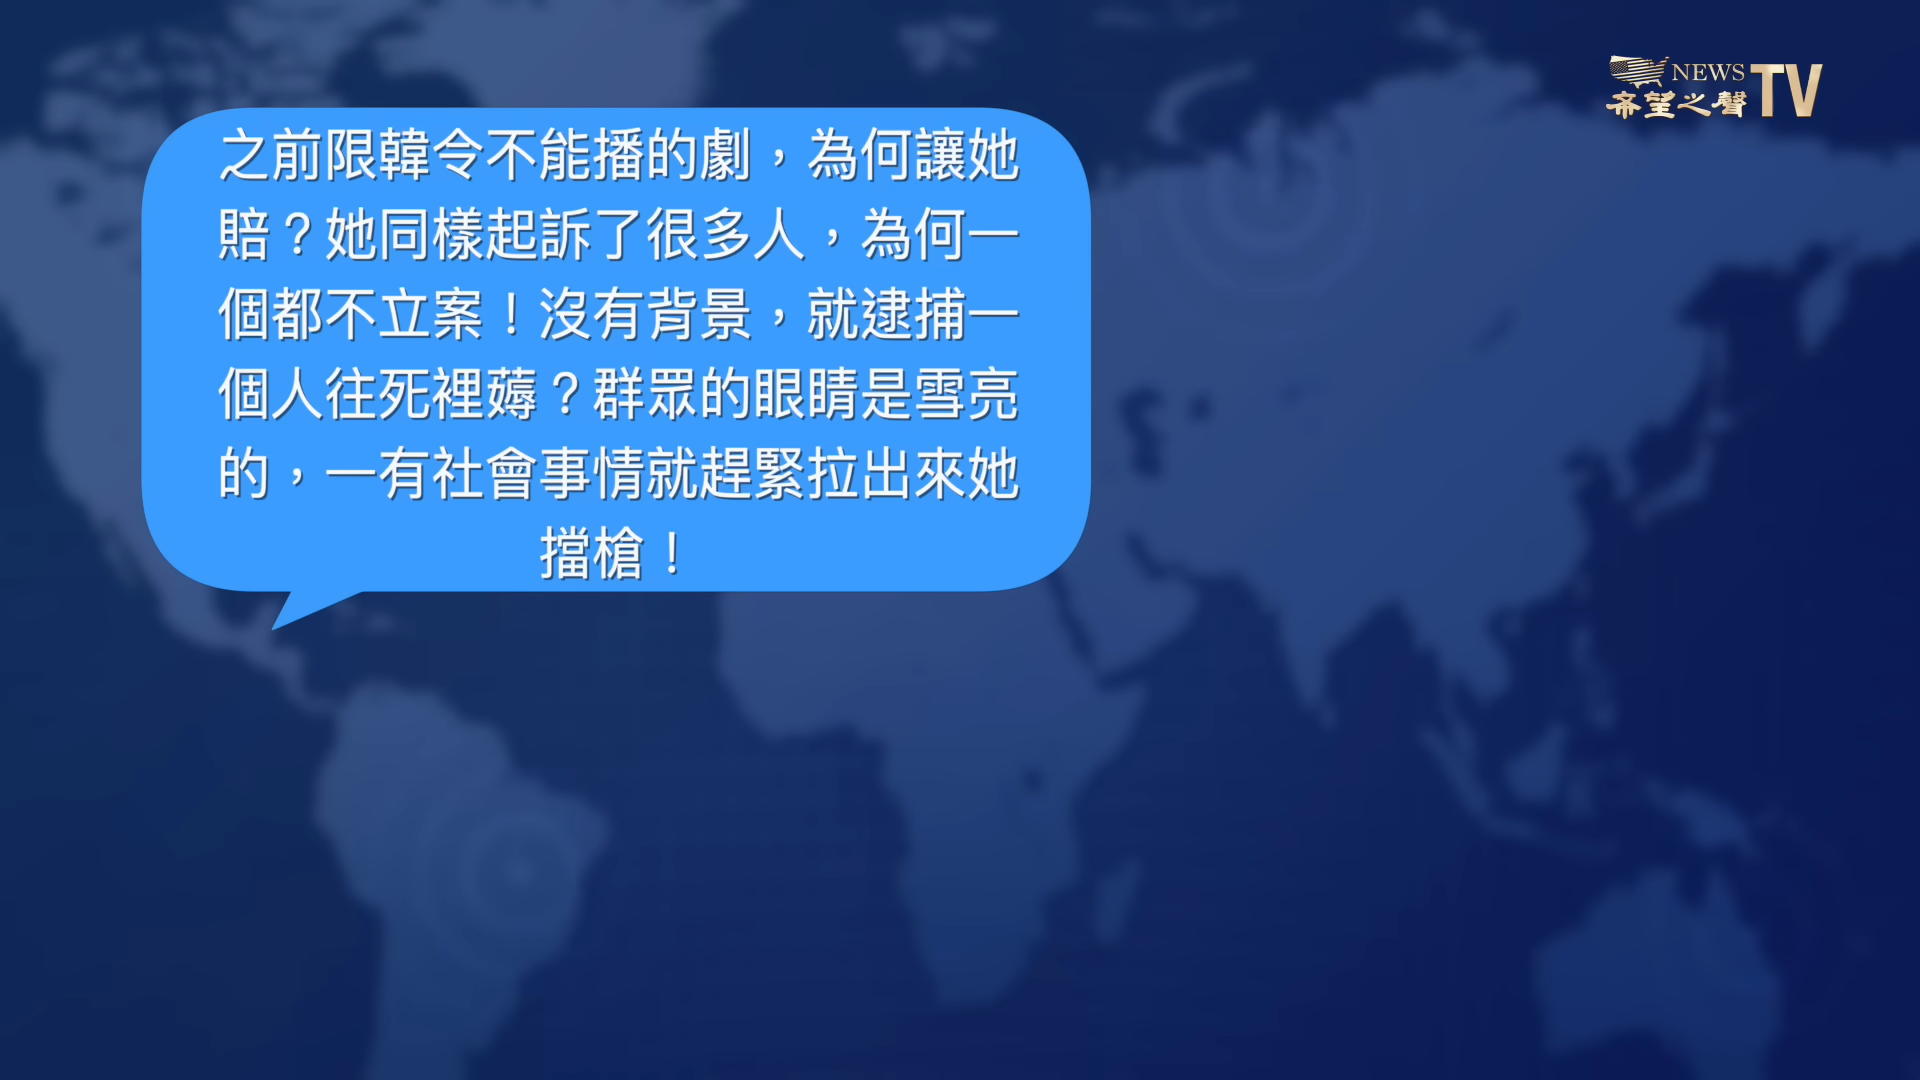 NEWS
希望之聲
TV
之前限韓令不能播的劇，為何讓她
賠？她同樣起訴了很多人，為何一
個都不立案！沒有背景，就逮捕一
個人往死裡薅？群眾的眼睛是雪亮
的，一有社會事情就趕緊拉出來她
擋槍！